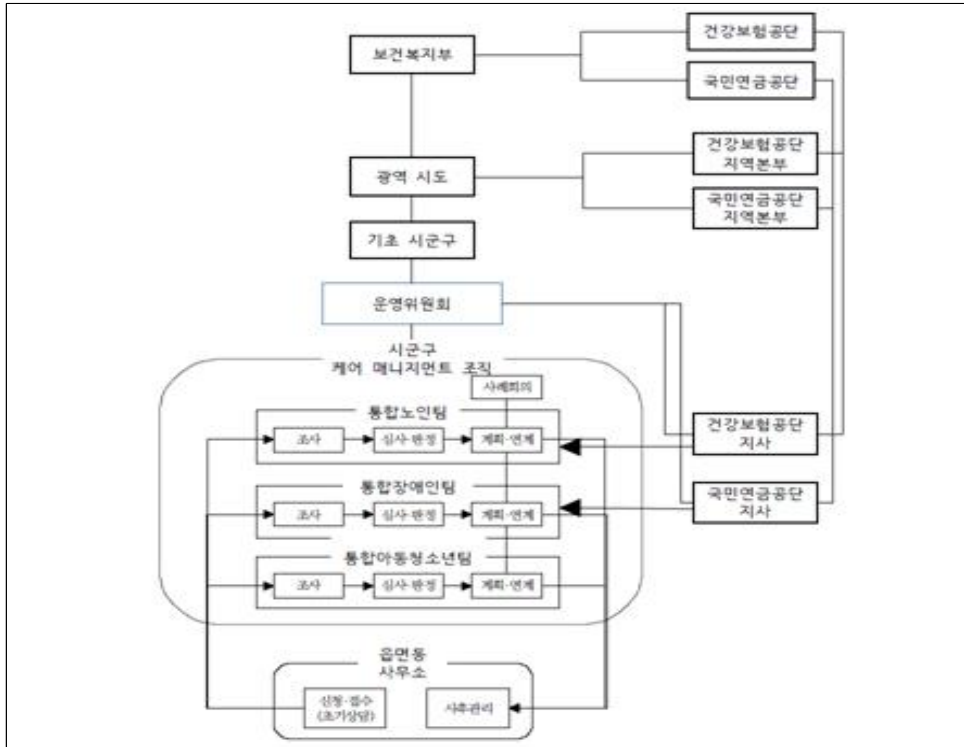 보건복지부
건강보험공단
국민연금공단
광역 시도
건강보험공단
지역본부
국민연금공단
지역본부
기초 시군구
운영위원회
시군구
케어 매니지먼트 조직
사례회의
통합노인팀
조사
심사·판정
계획·연계
건강보험공단
지사
통합장애인팀
조사
심사·판정
계획·연계
국민연금공단
지사
통합아동청소년팀
조사
심사·판정
계획·연계
읍면동
사무소
신청·접수
(초기상담)
사후관리